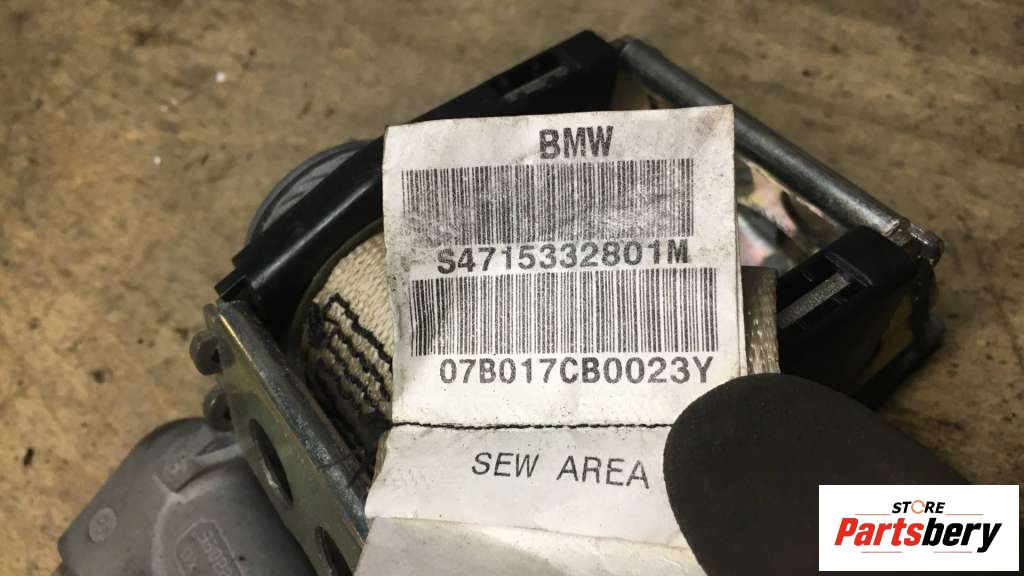 BMW
S4715332801M
07B017CB0023Y
SEW AREA
STORE
Partsbery